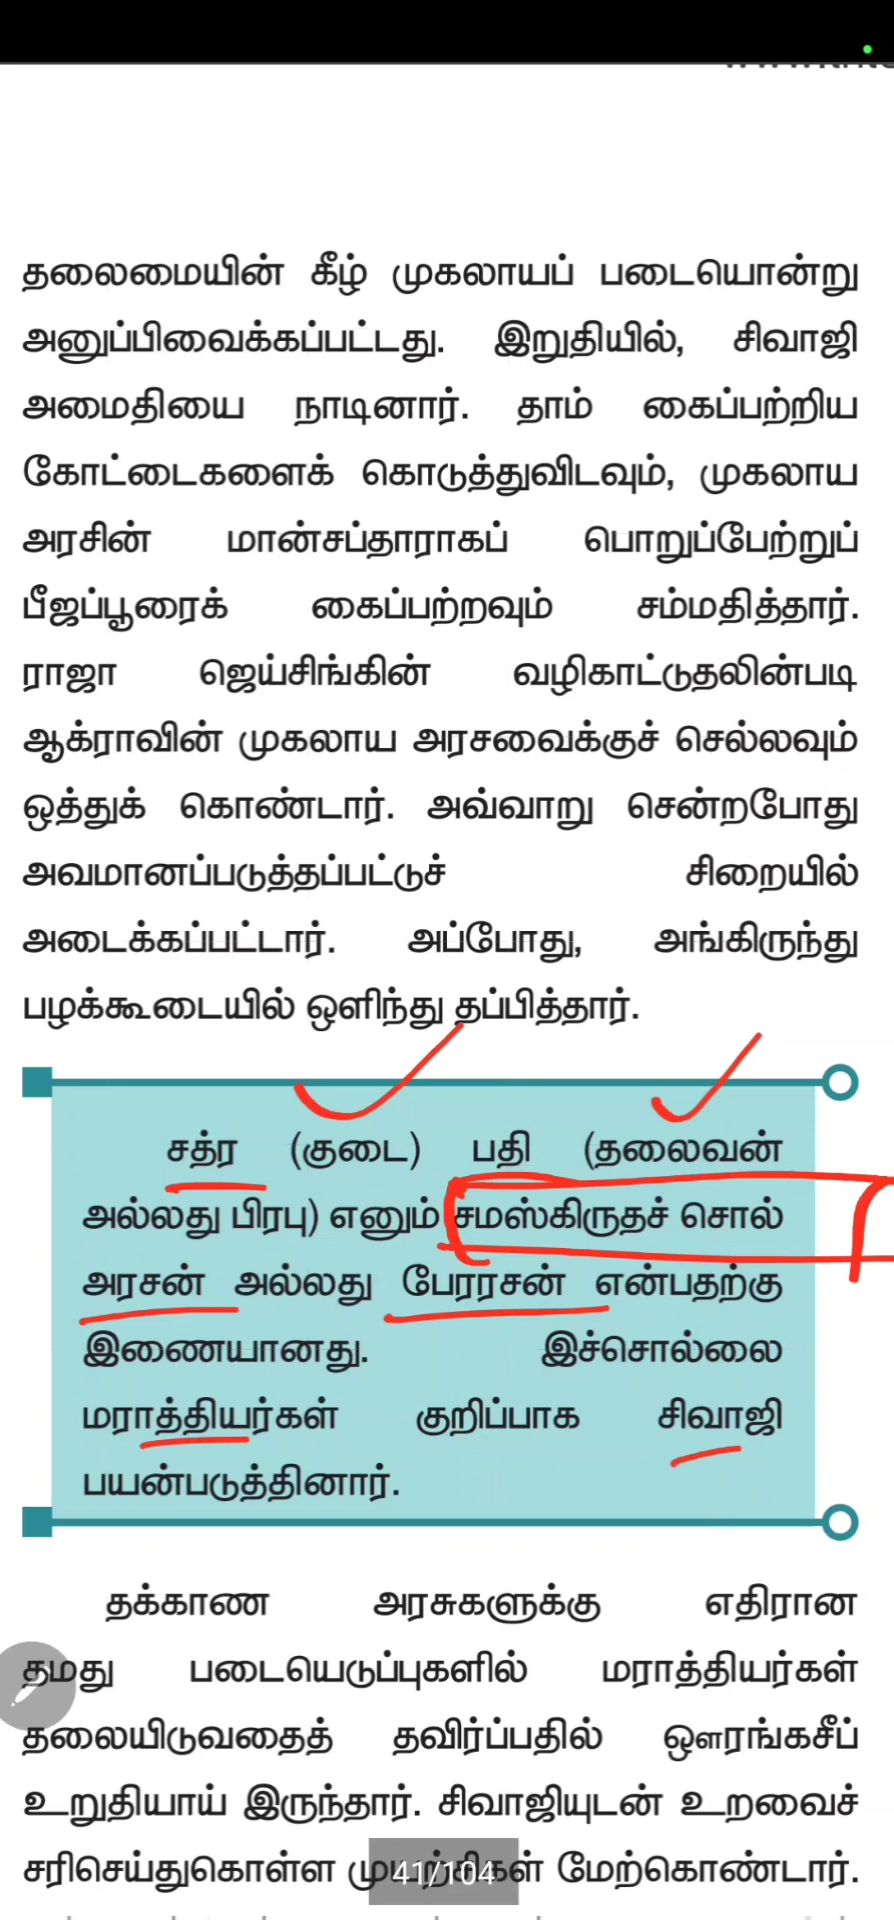 தலைமையின் கீழ் முகலாயப் படையொன்று
அனுப்பிவைக்கப்பட்டது. இறுதியில், சிவாஜி
அமைதியை நாடினார். தாம் கைப்பற்றிய
கோட்டைகளைக் கொடுத்துவிடவும், முகலாய
அரசின் மான்சப்தாராகப் பொறுப்பேற்றுப்
பீஜப்பூரைக் கைப்பற்றவும் சம்மதித்தார்.
ராஜா ஜெய்சிங்கின் வழிகாட்டுதலின்படி
ஆக்ராவின் முகலாய அரசவைக்குச் செல்லவும்
ஒத்துக் கொண்டார். அவ்வாறு சென்றபோது
அவமானப்படுத்தப்பட்டுச் சிறையில்
அடைக்கப்பட்டார். அப்போது, அங்கிருந்து
பழக்கூடையில் ஒளிந்து தப்பித்தார்.
சத்ர (குடை) பதி (தலைவன்
அல்லது பிரபு) எனும் சமஸ்கிருதச் சொல்
அரசன் அல்லது பேரரசன் என்பதற்கு
இணையானது. இச்சொல்லை
மராத்தியர்கள் குறிப்பாக சிவாஜி
பயன்படுத்தினார்.
தக்காண அரசுகளுக்கு எதிரான
தமது படையெடுப்புகளில் மராத்தியர்கள்
தலையிடுவதைத் தவிர்ப்பதில் ஔரங்கசீப்
உறுதியாய் இருந்தார். சிவாஜியுடன் உறவைச்
சரிசெய்துகொள்ள முயற்சிகள் மேற்கொண்டார்.
41/104